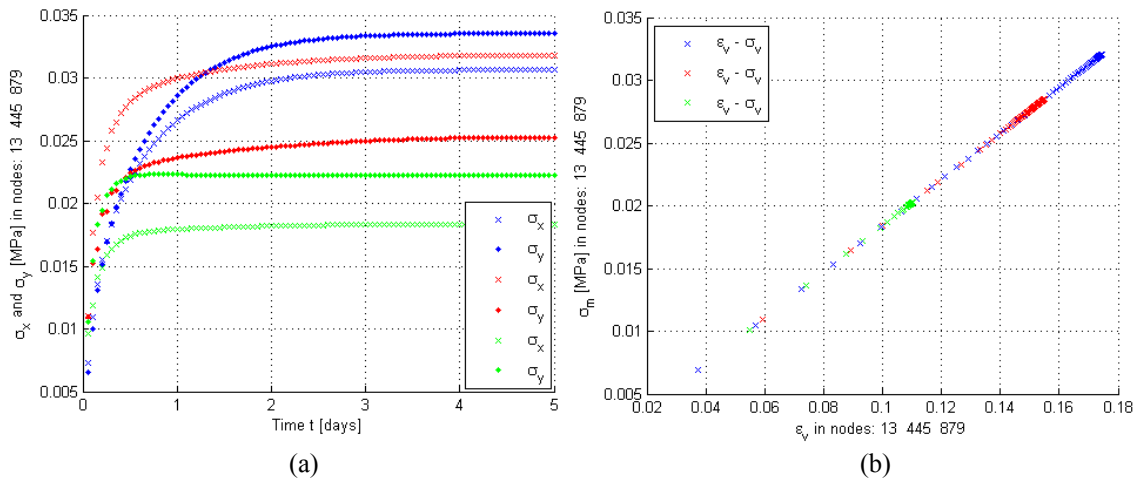 0.035
0.03
0.025
0.02
0.015
0.01
0.005
σx and σy [MPa] in nodes: 13 445 879
σx
σy
σx
σy
σx
σy
0 1 2 3 4 5
Time t [days]
(a)
0.035
0.03
0.025
0.02
0.015
0.01
0.005
σm [MPa] in nodes: 13 445 879
εv - σv
εv - σv
εv - σv
0.02 0.04 0.06 0.08 0.1 0.12 0.14 0.16 0.18
εv in nodes: 13 445 879
(b)